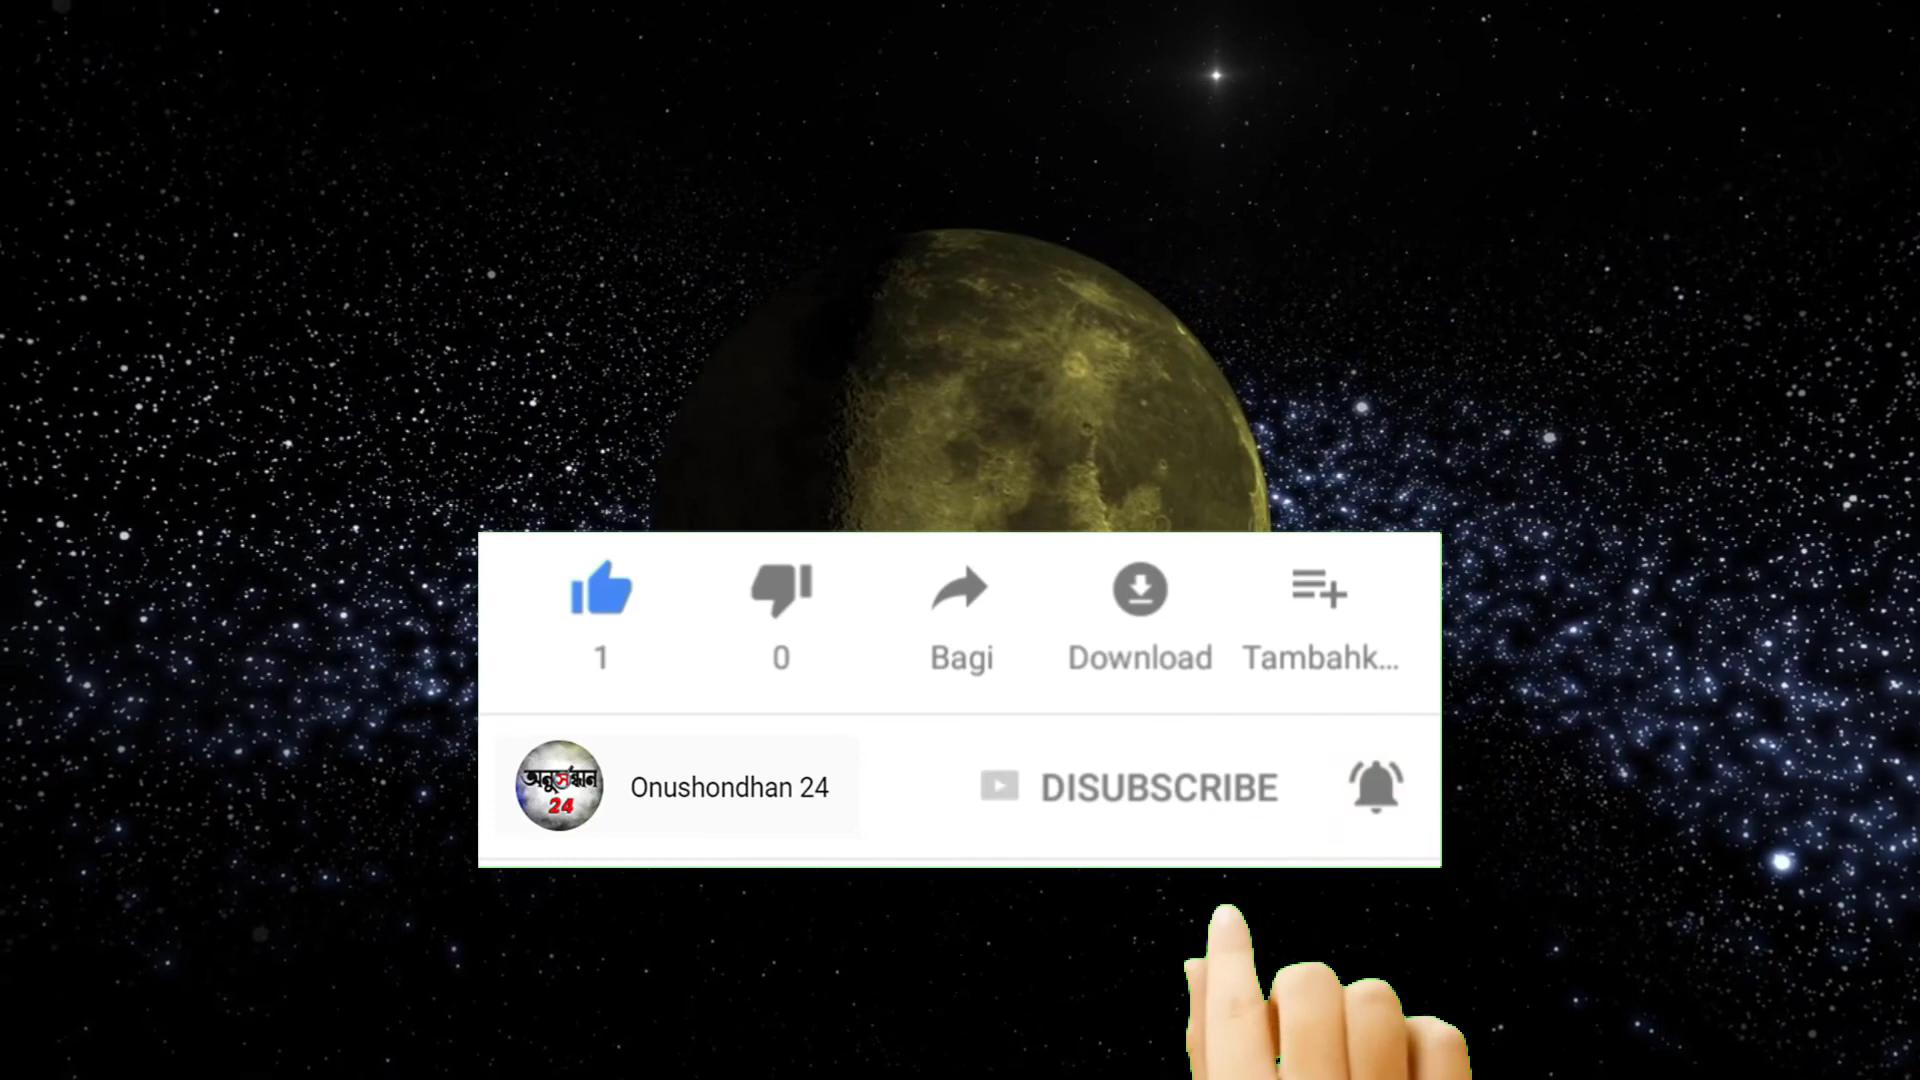 1
0
Bagi
Download
Tambahk...
অনুসন্ধান
24
Onushondhan 24
DISUBSCRIBE